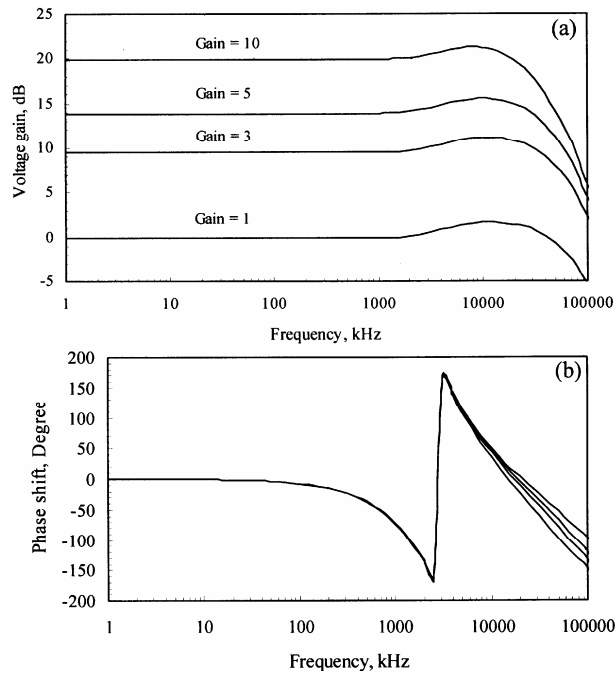 (a)
25
20
15
10
5
0
-5
Voltage gain, dB
Gain = 10
Gain = 5
Gain = 3
Gain = 1
1 10 100 1000 10000 100000
Frequency, kHz
(b)
200
150
100
50
0
-50
-100
-150
-200
Phase shift, Degree
1 10 100 1000 10000 100000
Frequency, kHz